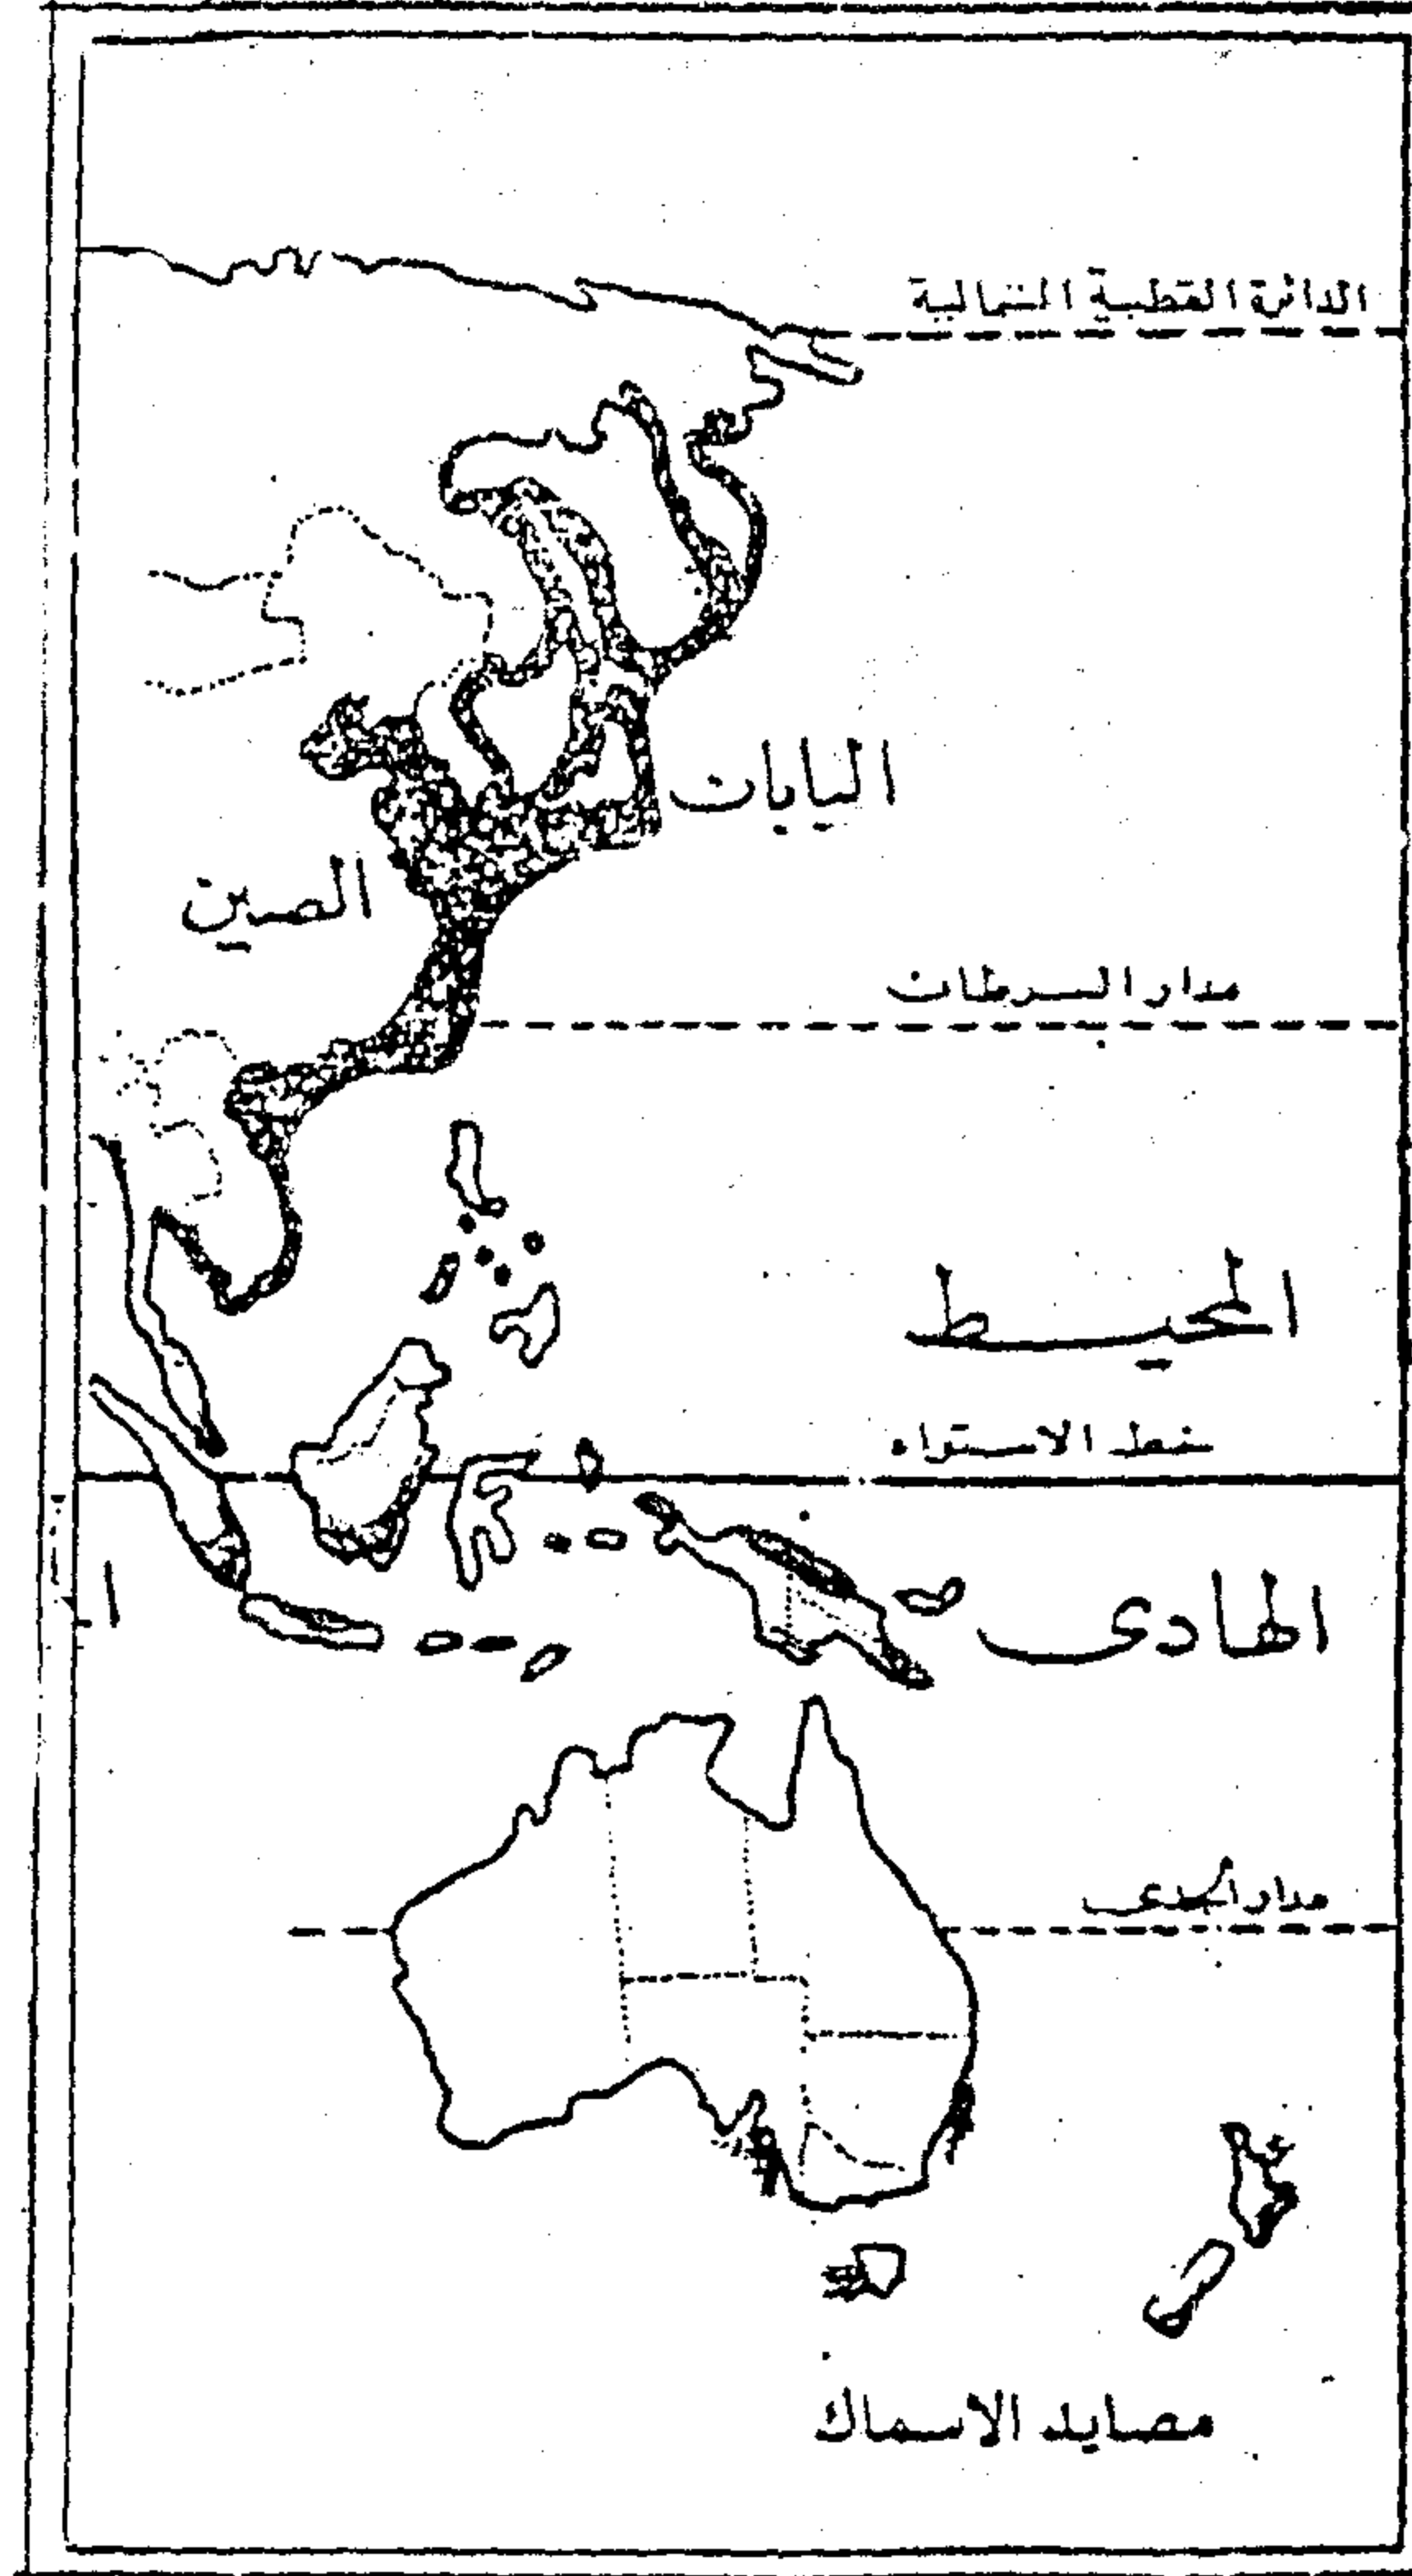 الدائرة القطبية الشمالية
اليابان
الصين
مدار السرطان
المحيط
خط الاستواء
الهادى
ا
مدار الجدى
مصايد الاسماك